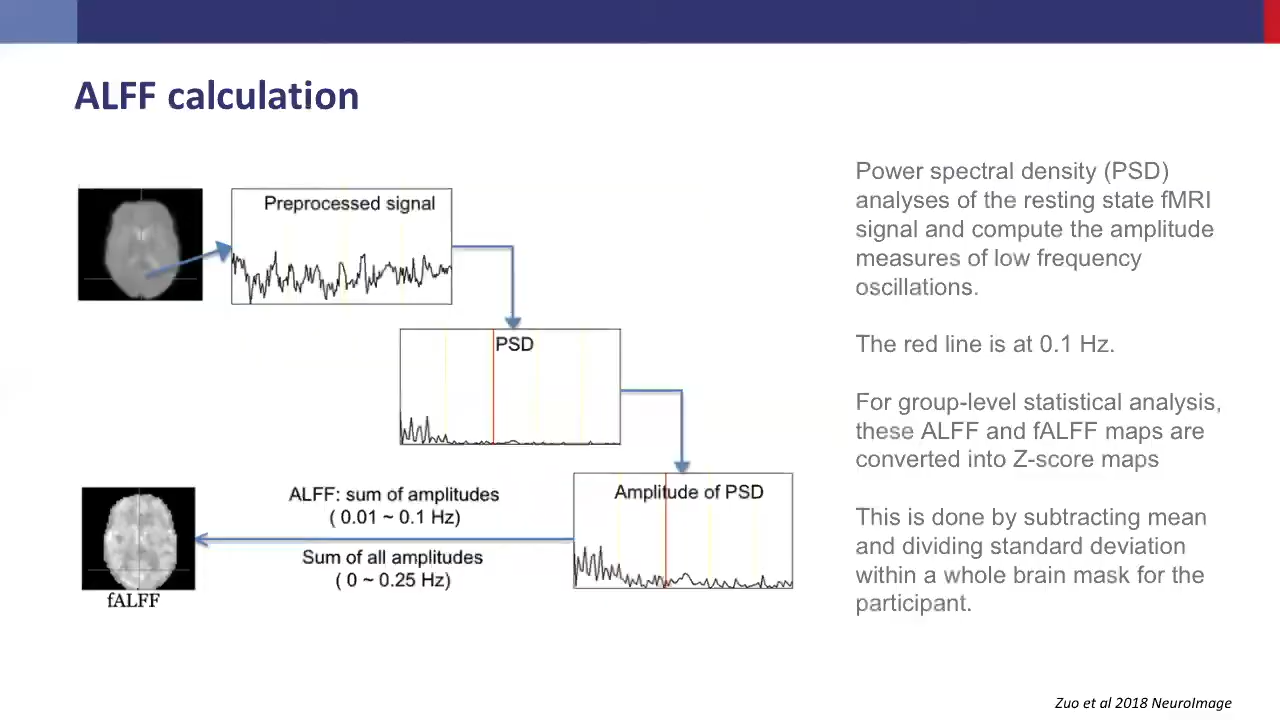 ALFF calculation
Preprocessed signal
PSD
Amplitude of PSD
ALFF: sum of amplitudes
( 0.01 ~ 0.1 Hz)
Sum of all amplitudes
( 0 ~ 0.25 Hz)
fALFF
Power spectral density (PSD)
analyses of the resting state fMRI
signal and compute the amplitude
measures of low frequency
oscillations.
The red line is at 0.1 Hz.
For group-level statistical analysis,
these ALFF and fALFF maps are
converted into Z-score maps
This is done by subtracting mean
and dividing standard deviation
within a whole brain mask for the
participant.
Zuo et al 2018 NeuroImage